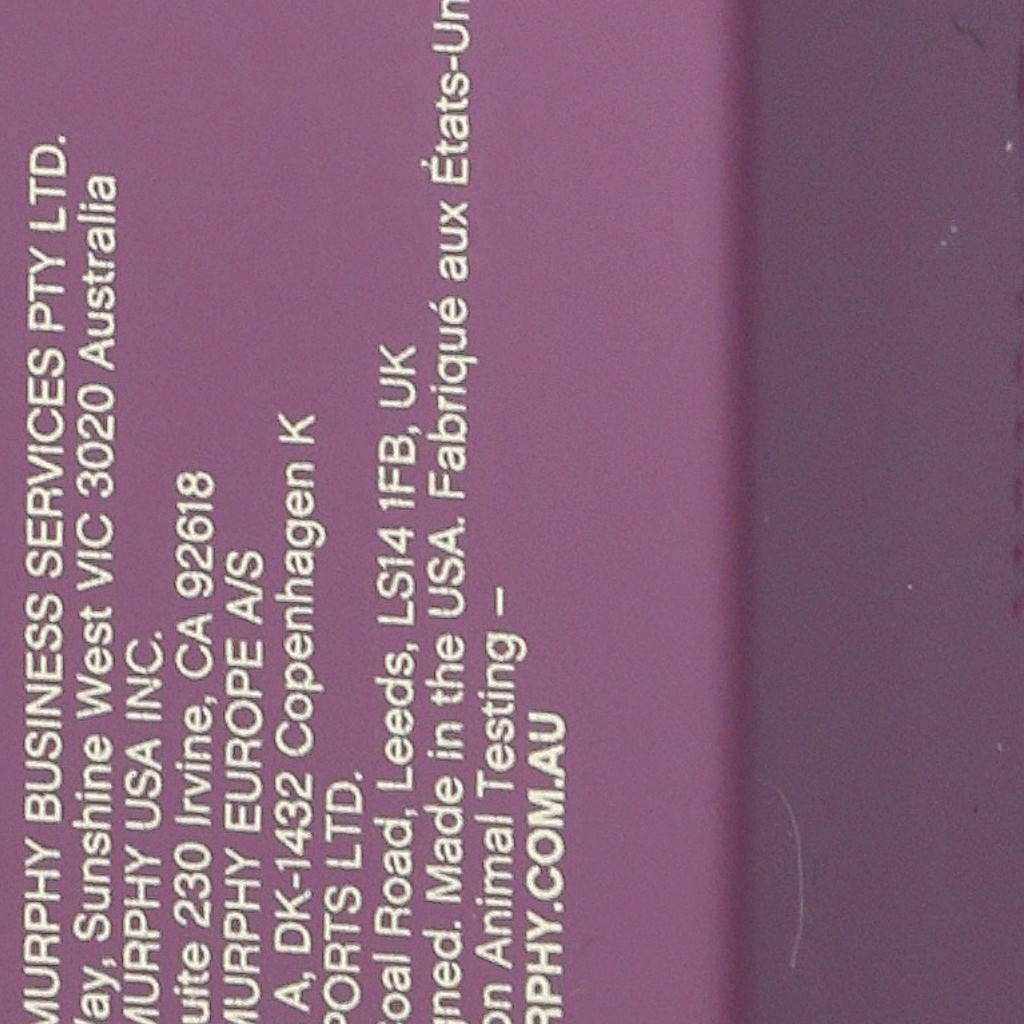 MURPHY BUSINESS SERVICES PTY LTD.
Way, Sunshine West VIC 3020 Australia
MURPHY USA INC.
uite 230 Irvine, CA 92618
MURPHY EUROPE A/S
A, DK-1432 Copenhagen K
PORTS LTD.
oal Road, Leeds, LS14 1FB, UK
gned. Made in the USA. Fabriqué aux États-Un
on Animal Testing –
RPHY.COM.AU